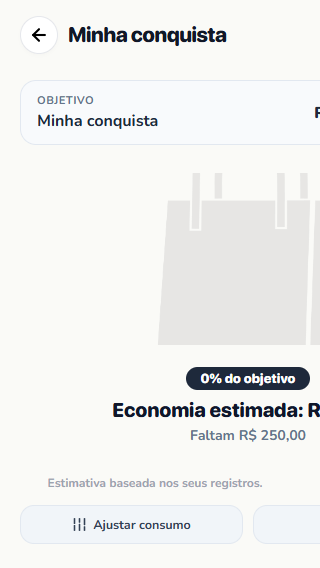 Minha conquista
OBJETIVO
Minha conquista
0% do objetivo
Economia estimada: R
Faltam R$ 250,00
Estimativa baseada nos seus registros.
Ajustar consumo